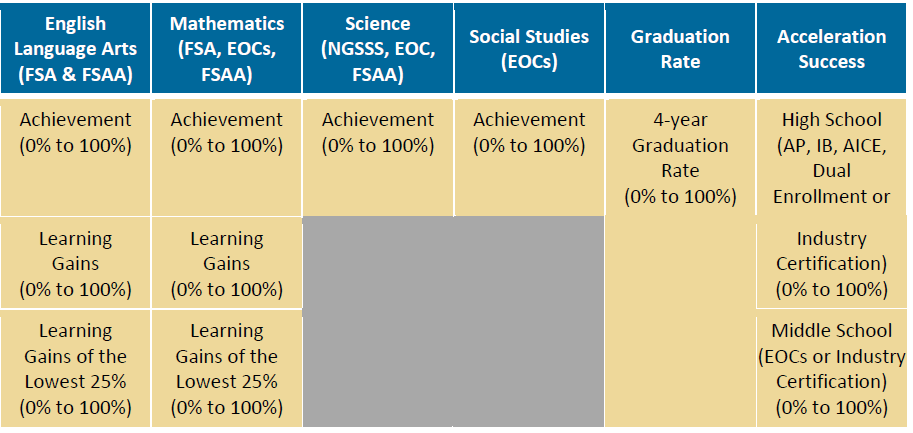 English
Language Arts
(FSA & FSAA)
Mathematics
(FSA, EOCs,
FSAA)
Science
(NGSSS, EOC,
FSAA)
Social Studies
(EOCs)
Graduation
Rate
Acceleration
Success
Achievement
(0% to 100%)
Achievement
(0% to 100%)
Achievement
(0% to 100%)
Achievement
(0% to 100%)
4-year
Graduation
Rate
(0% to 100%)
High School
(AP, IB, AICE,
Dual
Enrollment or
Learning
Gains
(0% to 100%)
Learning
Gains
(0% to 100%)
Industry
Certification)
(0% to 100%)
Learning
Gains of the
Lowest 25%
(0% to 100%)
Learning
Gains of the
Lowest 25%
(0% to 100%)
Middle School
(EOCs or Industry
Certification)
(0% to 100%)